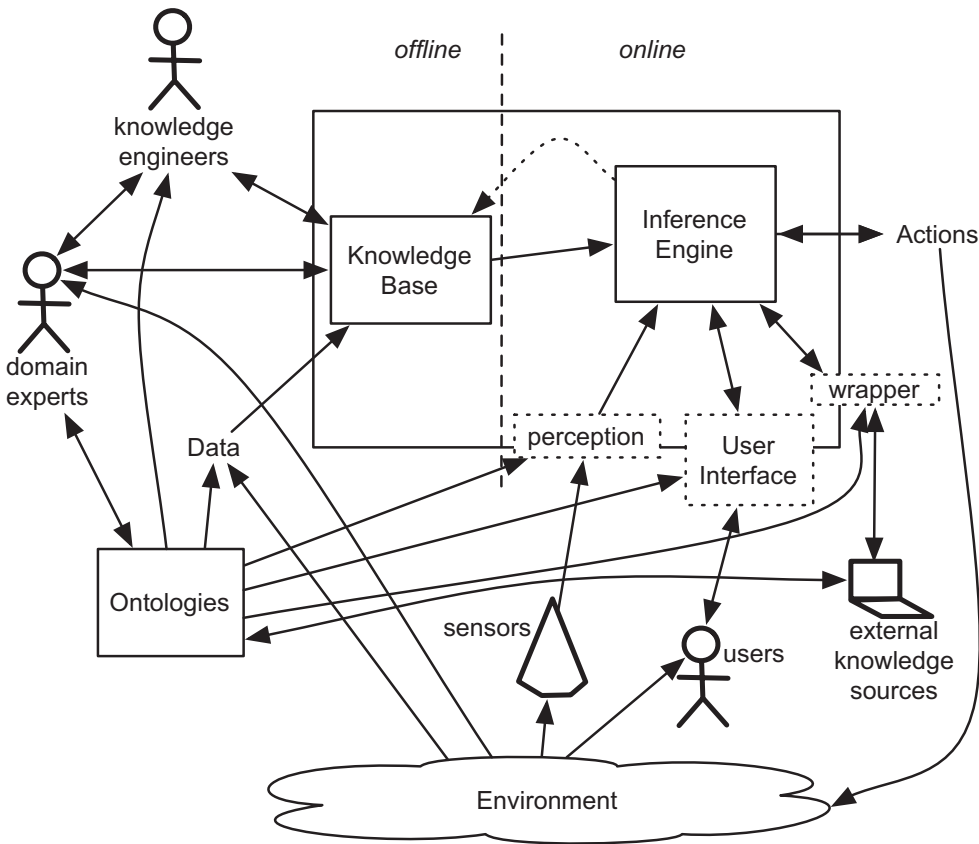 offline
online
knowledge
engineers
Inference
Engine
Actions
Knowledge
Base
domain
experts
wrapper
Data
perception
User
Interface
Ontologies
sensors
users
external
knowledge
sources
Environment